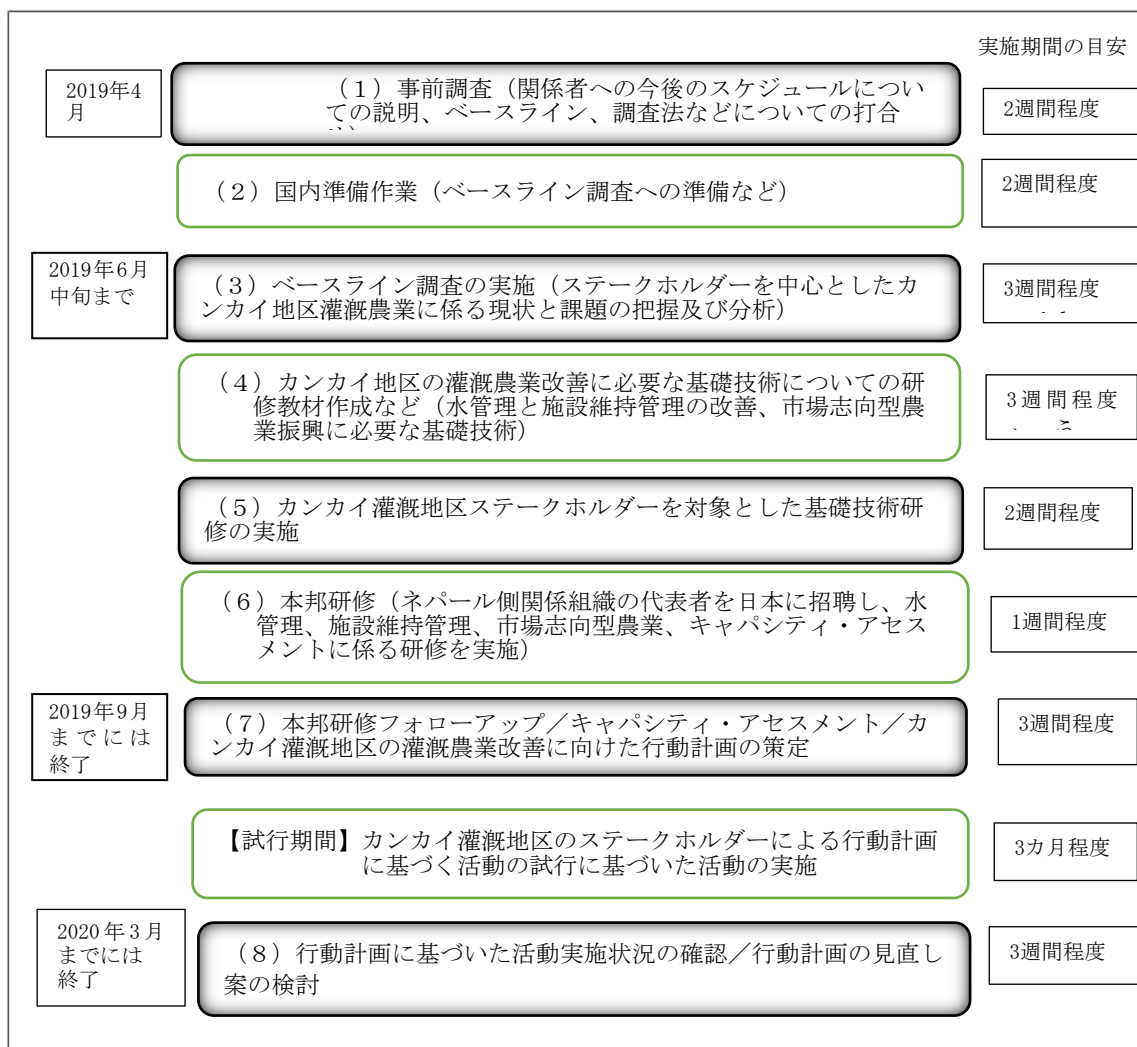 実施期間の目安
2019年4
月
（１）事前調査（関係者への今後のスケジュールについ
ての説明、ベースライン、調査法などについての打合
2週間程度
（２）国内準備作業（ベースライン調査への準備など）
2週間程度
2019年6月
中旬まで
（３）ベースライン調査の実施（ステークホルダーを中心としたカ
ンカイ地区灌漑農業に係る現状と課題の把握及び分析）
3週間程度
（４）カンカイ地区の灌漑農業改善に必要な基礎技術についての研
修教材作成など（水管理と施設維持管理の改善、市場志向型農
業振興に必要な基礎技術）
3週間程度
（５）カンカイ灌漑地区ステークホルダーを対象とした基礎技術研
修の実施
2週間程度
（６）本邦研修（ネパール側関係組織の代表者を日本に招聘し、水
管理、施設維持管理、市場志向型農業、キャパシティ・アセス
メントに係る研修を実施）
1週間程度
2019年9月
までには
終了
（７）本邦研修フォローアップ／キャパシティ・アセスメント／カ
ンカイ灌漑地区の灌漑農業改善に向けた行動計画の策定
3週間程度
【試行期間】カンカイ灌漑地区のステークホルダーによる行動計画
に基づく活動の試行に基づいた活動の実施
3カ月程度
2020年3月
までには
終了
（８）行動計画に基づいた活動実施状況の確認／行動計画の見直し
案の検討
3週間程度